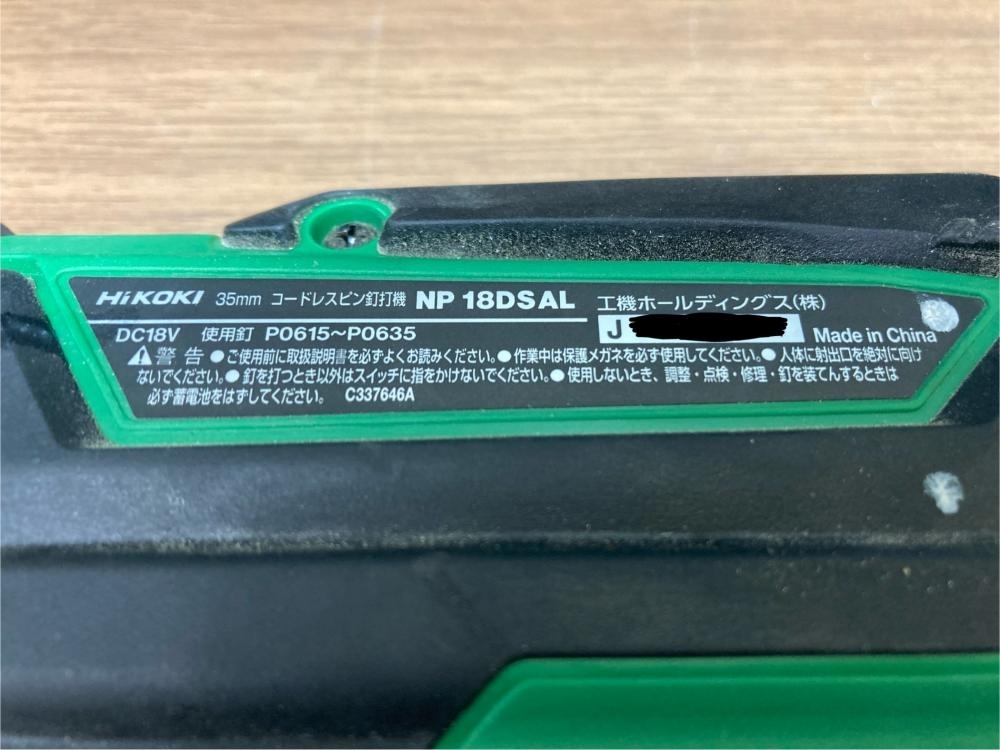 HiKOKI 35mm コードレスピン釘打機 NP 18DSAL 工機ホールディングス(株)
DC18V 使用釘 P0615～P0635 J Made in China
警告 ●ご使用前に取扱説明書を必ずよくお読みください。●作業中は保護メガネを必ず使用してください。●人体に射出口を絶対に向け
ないでください。●釘を打つとき以外はスイッチに指をかけないでください。●使用しないとき、調整・点検・修理・釘を装てんするときは
必ず蓄電池をはずしてください。 C337646A